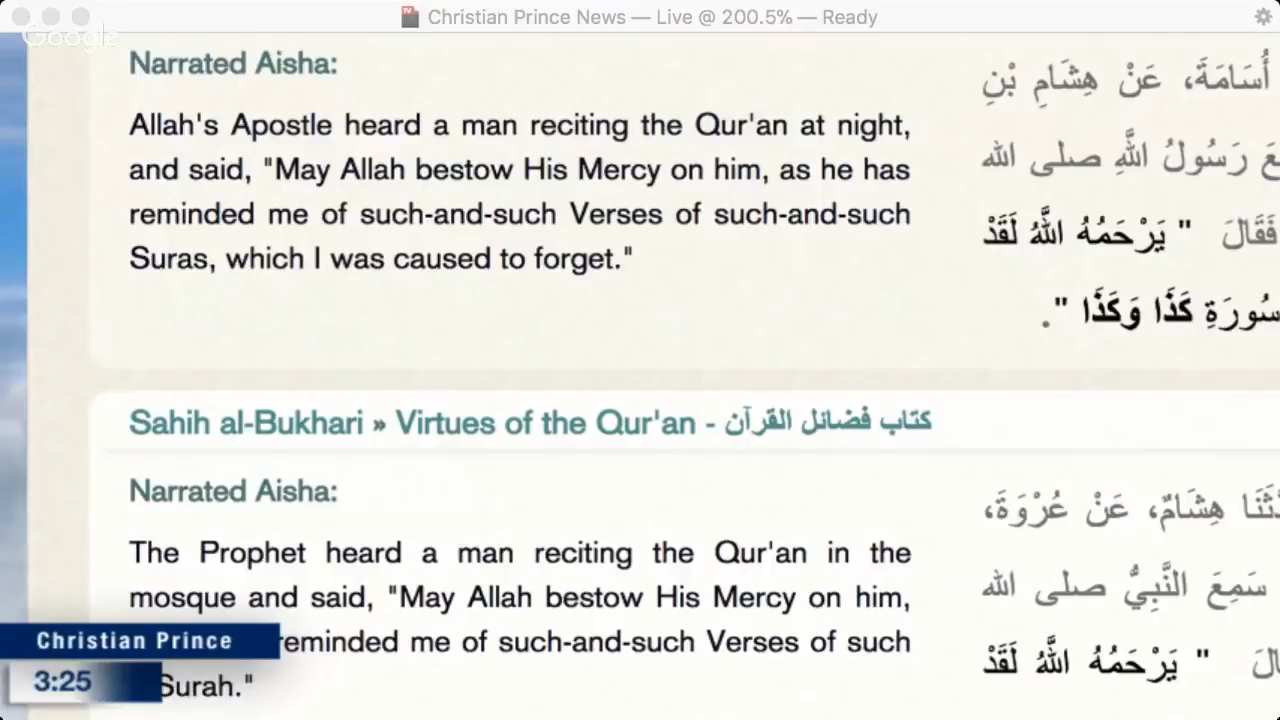 Christian Prince News — Live @ 200.5% — Ready
Google
Narrated Aisha:
Allah's Apostle heard a man reciting the Qur'an at night,
and said, "May Allah bestow His Mercy on him, as he has
reminded me of such-and-such Verses of such-and-such
Suras, which I was caused to forget."
أُسَامَةَ، عَنْ هِشَامِ بْنِ
رَسُولُ اللَّهِ صلى الله
فَقَالَ " يَرْحَمُهُ اللَّهُ لَقَدْ
سُورَةِ كَذَا وَكَذَا ".
Sahih al-Bukhari » Virtues of the Qur'an - كتاب فضائل القرآن
Narrated Aisha:
The Prophet heard a man reciting the Qur'an in the
mosque and said, "May Allah bestow His Mercy on him,
reminded me of such-and-such Verses of such
Surah."
هِشَامٌ، عَنْ عُرْوَةَ،
سَمِعَ النَّبِيُّ صلى الله
" يَرْحَمُهُ اللَّهُ لَقَدْ
Christian Prince
3:25